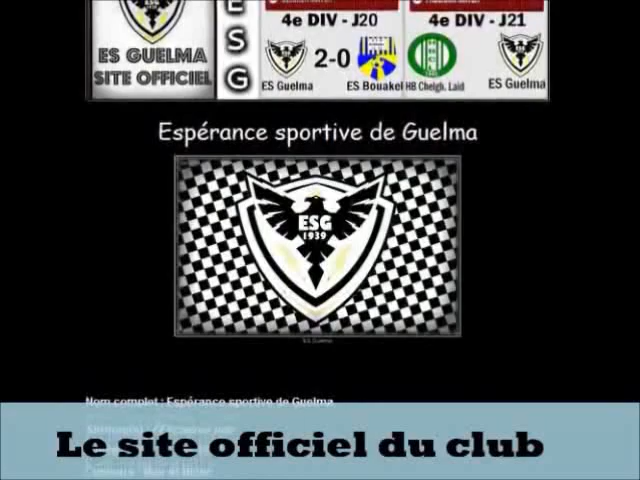 E
S
G
ES GUELMA
SITE OFFICIEL
4e DIV - J20
2-0
ES Guelma
ES Bouakel
4e DIV - J21
HB Chelgh. Laid
ES Guelma
Espérance sportive de Guelma
ESG
1939
ES Guelma
Nom complet : Espérance sportive de Guelma
Le site officiel du club